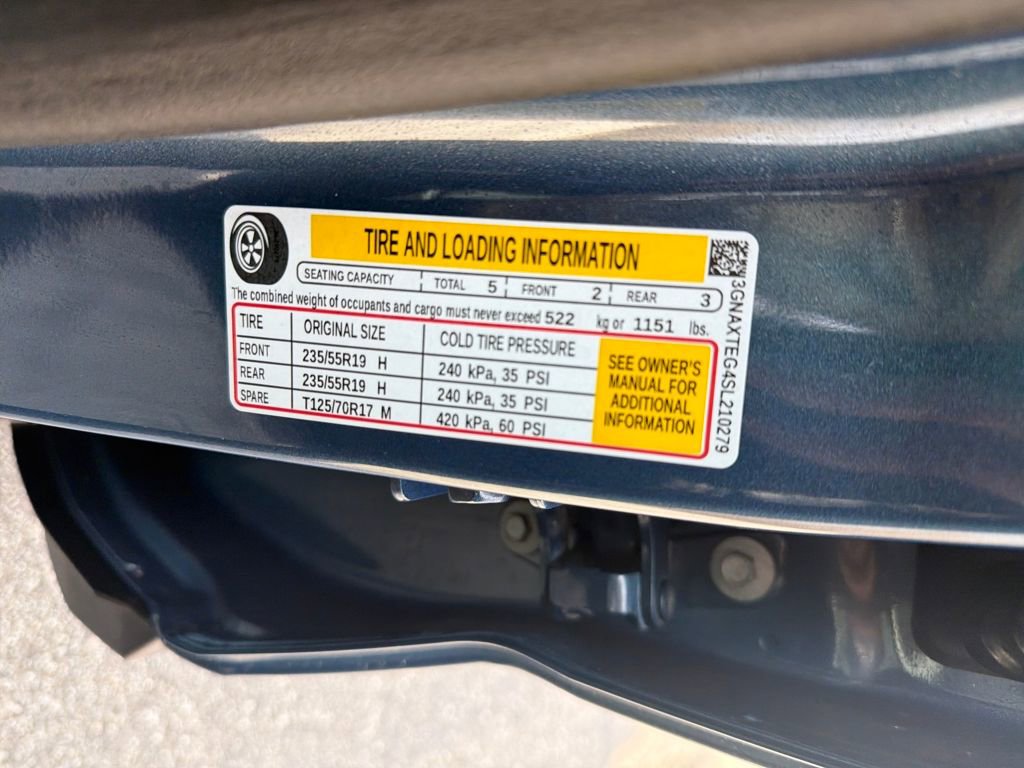 TIRE AND LOADING INFORMATION
SEATING CAPACITY TOTAL 5 FRONT 2 REAR 3
The combined weight of occupants and cargo must never exceed 522 kg or 1151 lbs.
TIRE ORIGINAL SIZE COLD TIRE PRESSURE
FRONT 235/55R19 H 240 kPa, 35 PSI
REAR 235/55R19 H 240 kPa, 35 PSI
SPARE T125/70R17 M 420 kPa, 60 PSI
SEE OWNER'S
MANUAL FOR
ADDITIONAL
INFORMATION
3GNAXTEG4SL210279